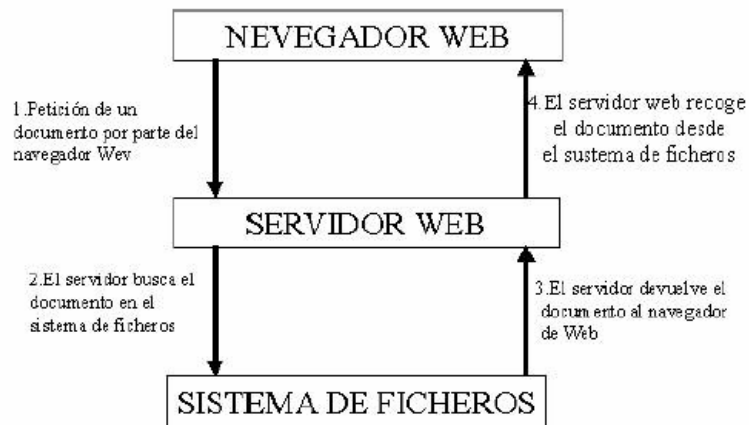 NEVEGADOR WEB
1.Petición de un
documento por parte del
navegador Wev
4.El servidor web recoge
el documento desde
el sustema de ficheros
SERVIDOR WEB
2.El servidor busca el
documento en el
sistema de ficheros
3.El servidor devuelve el
documento al navegador
de Web
SISTEMA DE FICHEROS